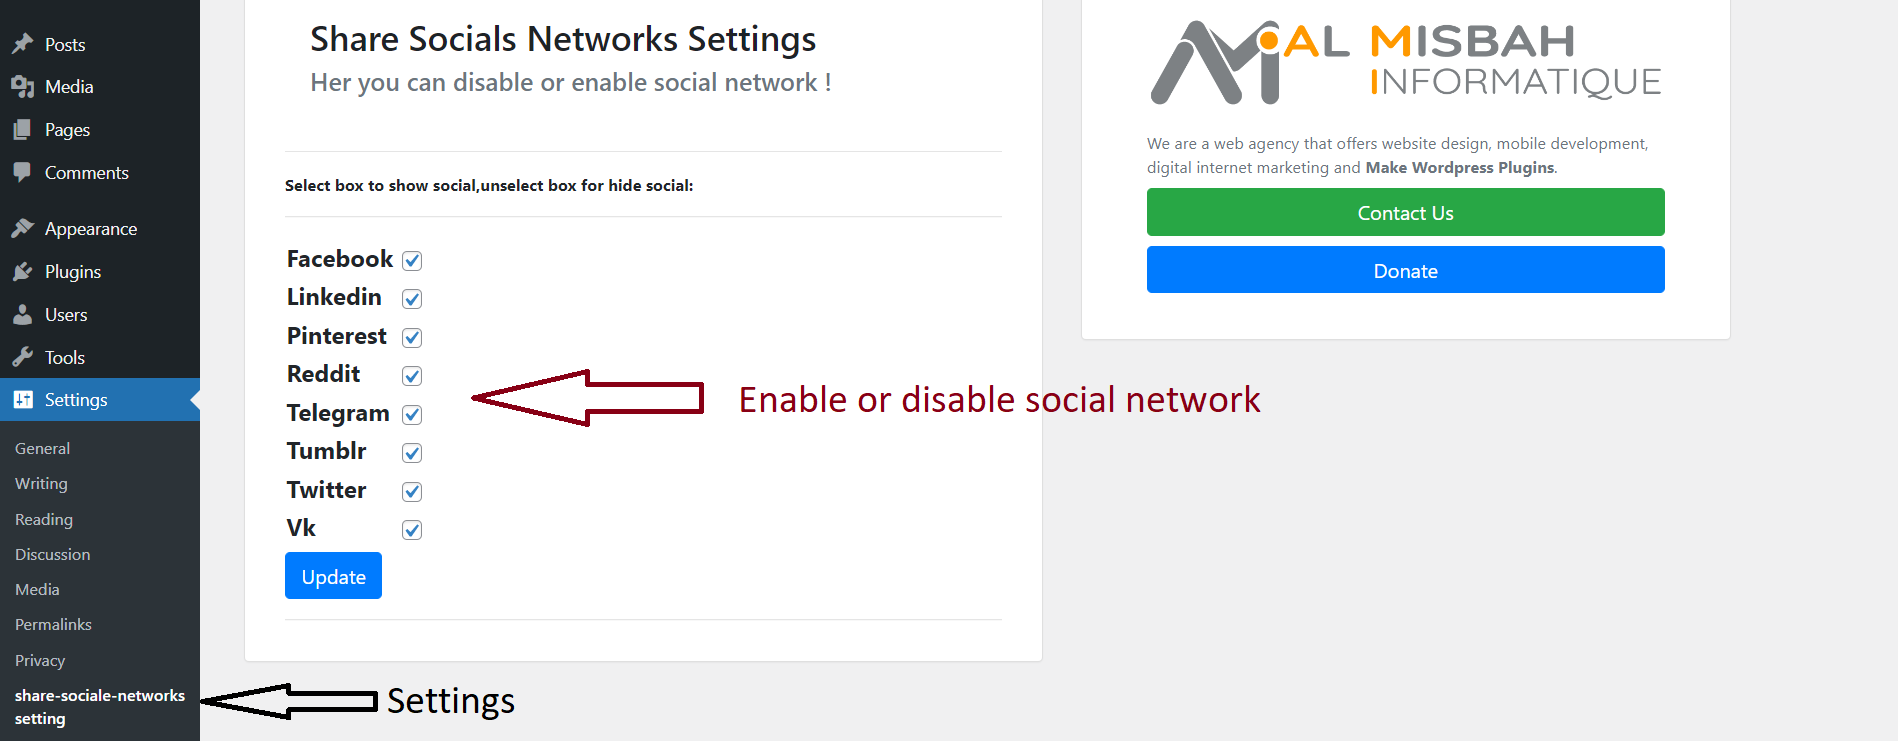 Posts
Media
Pages
Comments
Appearance
Plugins
Users
Tools
Settings
General
Writing
Reading
Discussion
Media
Permalinks
Privacy
share-sociale-networks
setting
Share Socials Networks Settings
Her you can disable or enable social network !
Select box to show social,unselect box for hide social:
Facebook
Linkedin
Pinterest
Reddit
Telegram
Tumblr
Twitter
Vk
Update
Enable or disable social network
Settings
AL MISBAH
INFORMATIQUE
We are a web agency that offers website design, mobile development,
digital internet marketing and Make Wordpress Plugins.
Contact Us
Donate